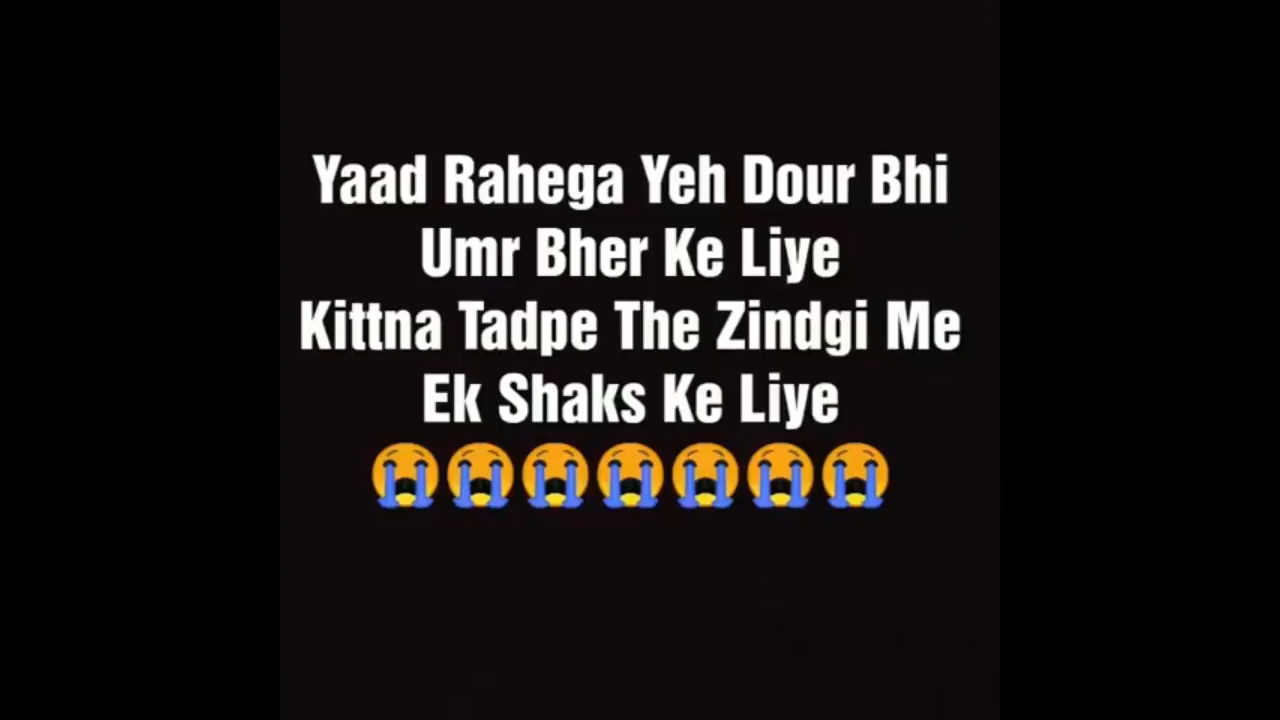 Yaad Rahega Yeh Dour Bhi
Umr Bher Ke Liye
Kittna Tadpe The Zindgi Me
Ek Shaks Ke Liye
😭😭😭😭😭😭😭